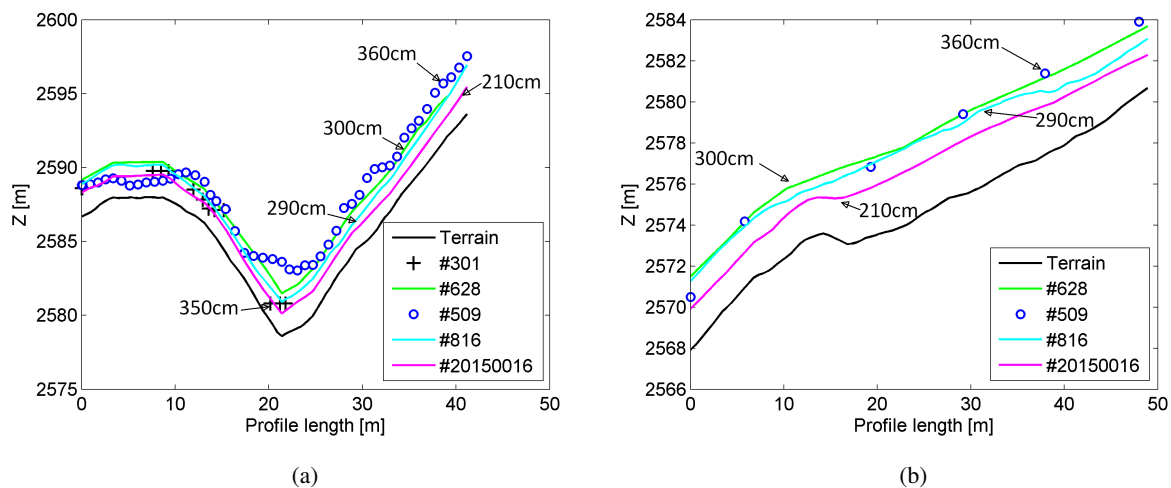 2600
2595
2590
2585
2580
2575
Z [m]
0 10 20 30 40 50
Profile length [m]
360cm
210cm
300cm
290cm
350cm
Terrain
#301
#628
#509
#816
#20150016
(a)
2584
2582
2580
2578
2576
2574
2572
2570
2568
2566
Z [m]
0 10 20 30 40 50
Profile length [m]
360cm
290cm
300cm
210cm
Terrain
#628
#509
#816
#20150016
(b)